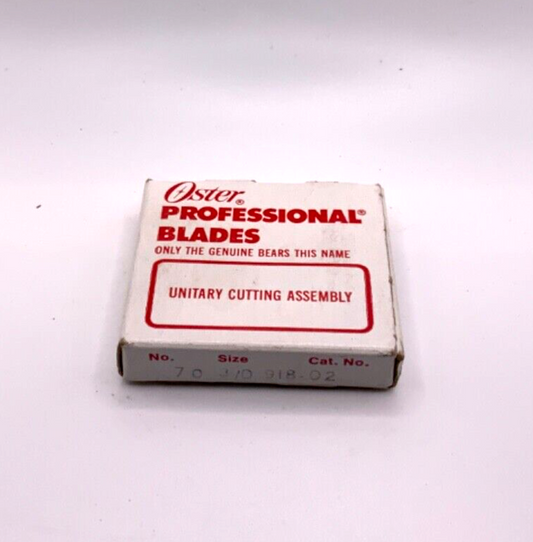 Oster®
PROFESSIONAL®
BLADES
ONLY THE GENUINE BEARS THIS NAME
UNITARY CUTTING ASSEMBLY
No. Size Cat. No.
70 918-02